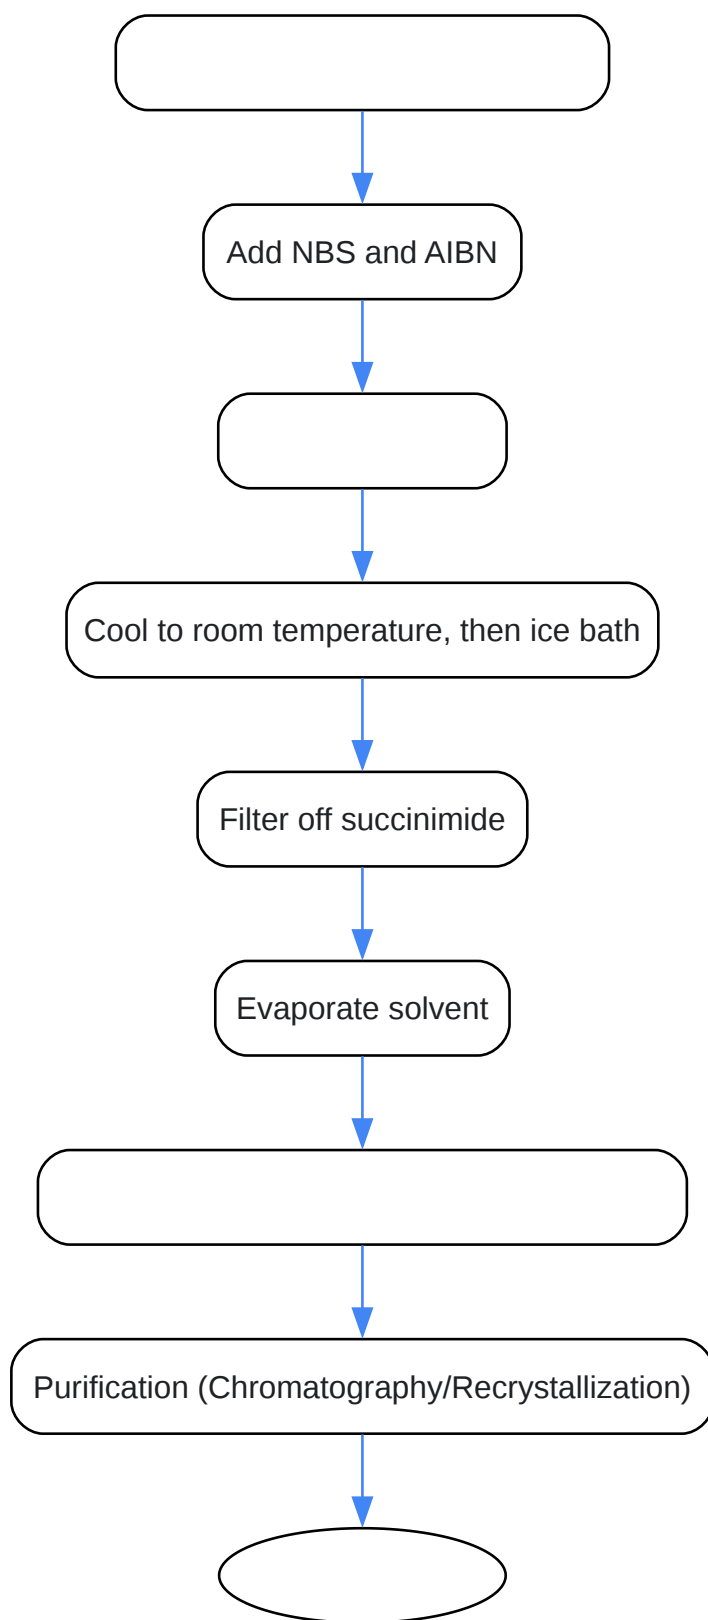 Add NBS and AIBN
Cool to room temperature, then ice bath
Filter off succinimide
Evaporate solvent
Purification (Chromatography/Recrystallization)